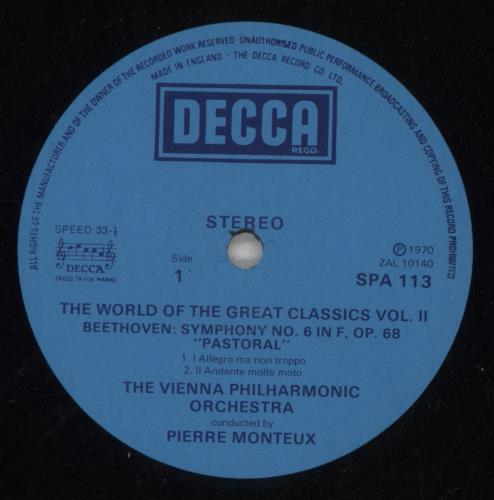 ALL RIGHTS OF THE MANUFACTURER AND OF THE OWNER OF THE RECORDED WORK RESERVED · UNAUTHORISED PUBLIC PERFORMANCE BROADCASTING AND COPYING OF THIS RECORD PROHIBITED
MADE IN ENGLAND · THE DECCA RECORD CO. LTD.
DECCA
REGD.
STEREO
SPEED 33-⅓
DECCA
(REGD. TRADE MARK)
Side
1
Ⓟ 1970
ZAL 10140
SPA 113
THE WORLD OF THE GREAT CLASSICS VOL. II
BEETHOVEN: SYMPHONY NO. 6 IN F, OP. 68
"PASTORAL"
1. I Allegro ma non troppo
2. II Andante molto moto
THE VIENNA PHILHARMONIC
ORCHESTRA
conducted by
PIERRE MONTEUX